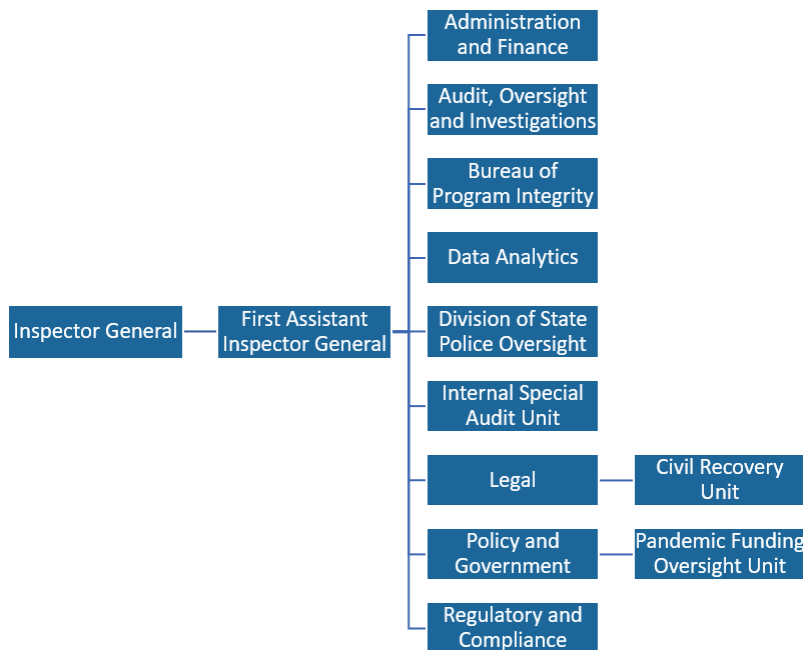 Administration
and Finance
Audit, Oversight
and Investigations
Bureau of
Program Integrity
Data Analytics
Inspector General
First Assistant
Inspector General
Division of State
Police Oversight
Internal Special
Audit Unit
Legal
Civil Recovery
Unit
Policy and
Government
Pandemic Funding
Oversight Unit
Regulatory and
Compliance